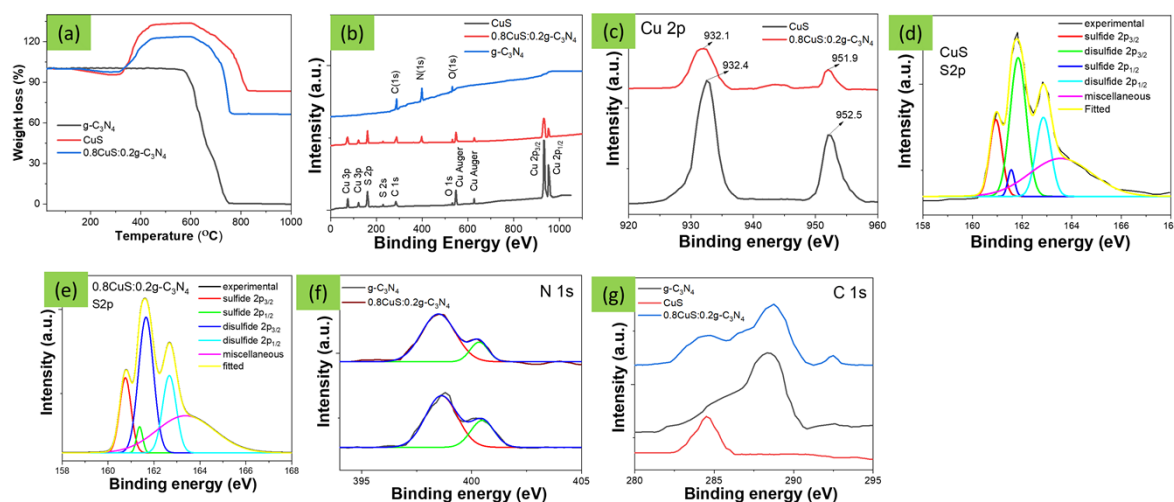 (a)
Weight loss (%)
120
90
60
30
0
g-C₃N₄
CuS
0.8CuS:0.2g-C₃N₄
200 400 600 800 1000
Temperature (ᴼC)
(b)
CuS
0.8CuS:0.2g-C₃N₄
g-C₃N₄
Intensity (a.u.)
C(1s)
N(1s)
O(1s)
Cu 3p
Cu 3p
S 2p
S 2s
C 1s
O 1s
Cu Auger
Cu Auger
Cu 2p₃/₂
Cu 2p₁/₂
0 200 400 600 800 1000
Binding Energy (eV)
(c)
Cu 2p
CuS
0.8CuS:0.2g-C₃N₄
932.1
932.4
951.9
952.5
Intensity (a.u.)
920 930 940 950 960
Binding energy (eV)
(d)
CuS
S2p
experimental
sulfide 2p₃/₂
disulfide 2p₃/₂
sulfide 2p₁/₂
disulfide 2p₁/₂
miscellaneous
Fitted
Intensity (a.u.)
158 160 162 164 166 16
Binding energy (eV)
(e)
0.8CuS:0.2g-C₃N₄
S2p
experimental
sulfide 2p₃/₂
sulfide 2p₁/₂
disulfide 2p₃/₂
disulfide 2p₁/₂
miscellaneous
fitted
Intensity (a.u.)
158 160 162 164 166 168
Binding energy (eV)
(f)
N 1s
g-C₃N₄
0.8CuS:0.2g-C₃N₄
Intensity (a.u.)
395 400 405
Binding energy (eV)
(g)
C 1s
g-C₃N₄
CuS
0.8CuS:0.2g-C₃N₄
Intensity (a.u.)
280 285 290 295
Binding energy (eV)